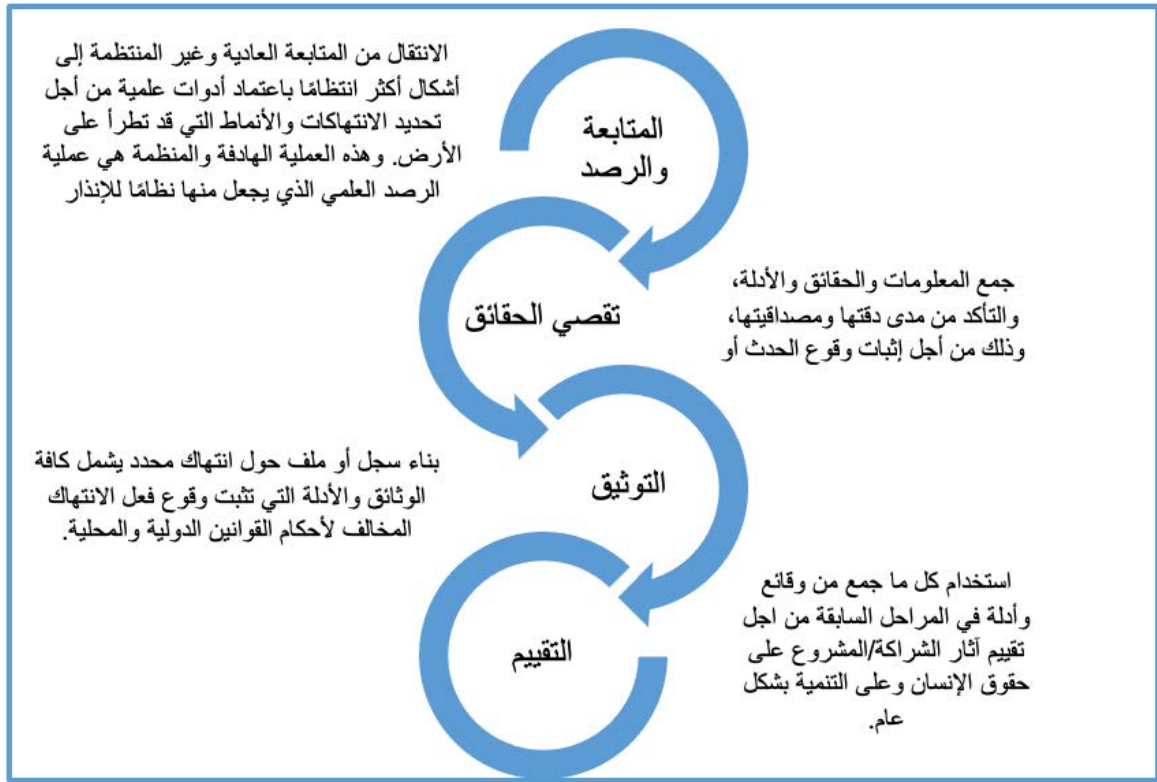 الانتقال من المتابعة العادية وغير المنتظمة إلى
أشكال أكثر انتظامًا باعتماد أدوات علمية من أجل
تحديد الانتهاكات والأنماط التي قد تطرأ على
الأرض. وهذه العملية الهادفة والمنظمة هي عملية
الرصد العلمي الذي يجعل منها نظامًا للإنذار
المتابعة
والرصد
جمع المعلومات والحقائق والأدلة،
والتأكد من مدى دقتها ومصداقيتها،
وذلك من أجل إثبات وقوع الحدث أو
تقصي الحقائق
بناء سجل أو ملف حول انتهاك محدد يشمل كافة
الوثائق والأدلة التي تثبت وقوع فعل الانتهاك
المخالف لأحكام القوانين الدولية والمحلية.
التوثيق
استخدام كل ما جمع من وقائع
وأدلة في المراحل السابقة من اجل
تقييم آثار الشراكة/المشروع على
حقوق الإنسان وعلى التنمية بشكل
عام.
التقييم